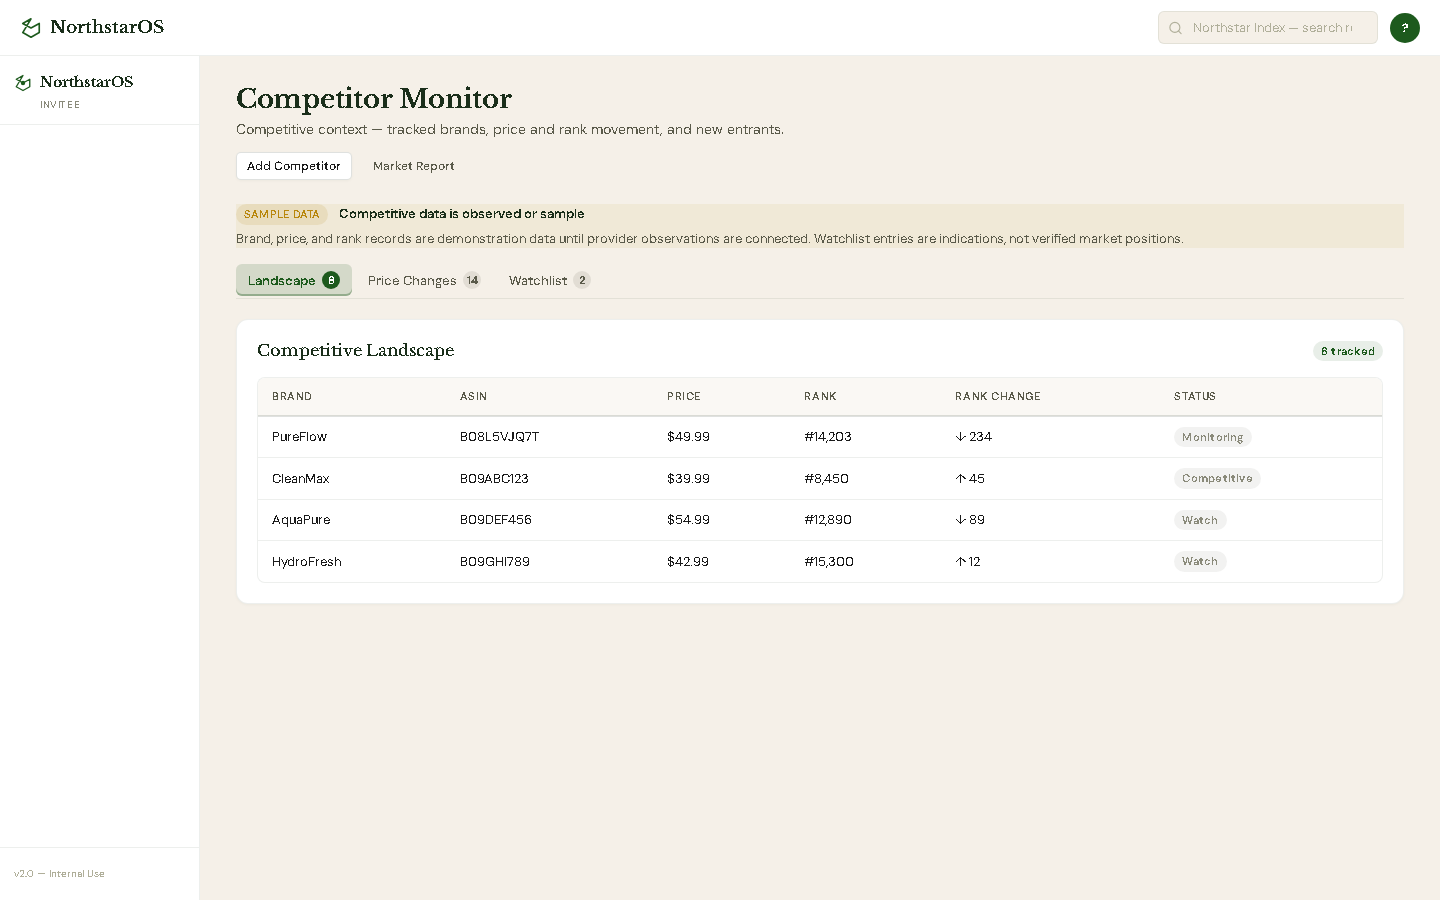 NorthstarOS
Northstar Index — search r
?
NorthstarOS
INVITEE
Competitor Monitor
Competitive context — tracked brands, price and rank movement, and new entrants.
Add Competitor
Market Report
SAMPLE DATA Competitive data is observed or sample
Brand, price, and rank records are demonstration data until provider observations are connected. Watchlist entries are indications, not verified market positions.
Landscape 8 Price Changes 14 Watchlist 2
Competitive Landscape
8 tracked
BRAND ASIN PRICE RANK RANK CHANGE STATUS
PureFlow B08L5VJQ7T $49.99 #14,203 ↓ 234 Monitoring
CleanMax B09ABC123 $39.99 #8,450 ↑ 45 Competitive
AquaPure B09DEF456 $54.99 #12,890 ↓ 89 Watch
HydroFresh B09GHI789 $42.99 #15,300 ↑ 12 Watch
v2.0 — Internal Use